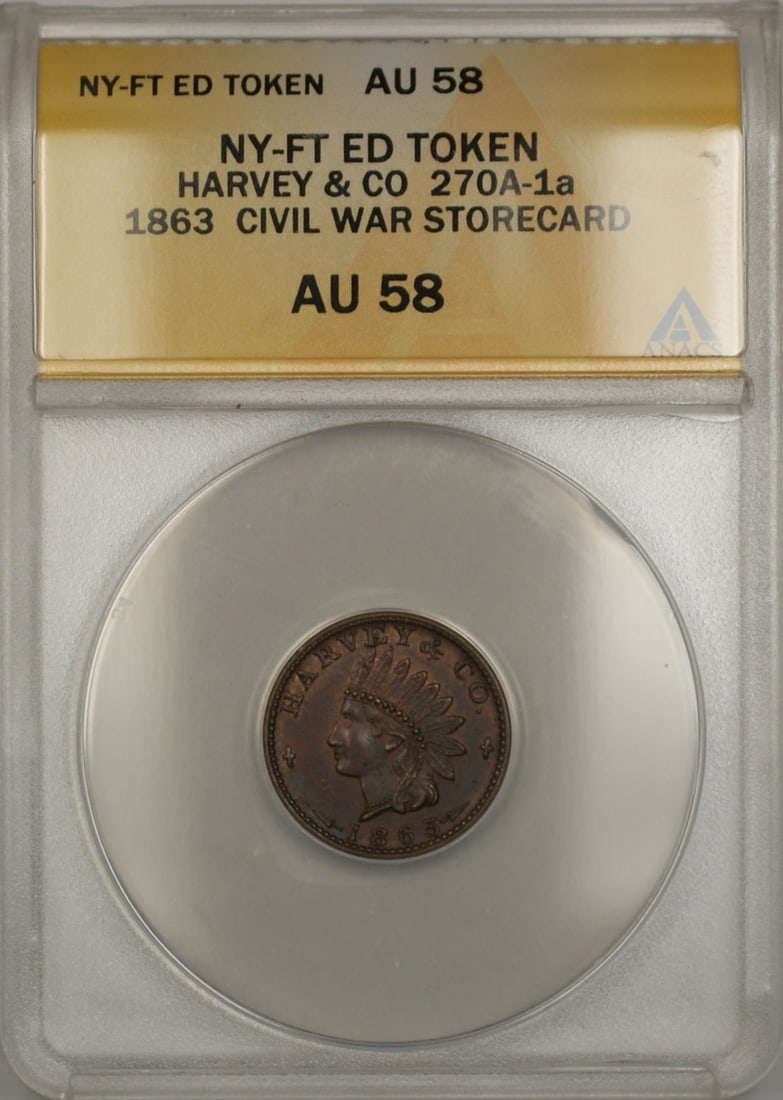 NY-FT ED TOKEN AU 58
NY-FT ED TOKEN
HARVEY & CO 270A-1a
1863 CIVIL WAR STORECARD
AU 58
ANACS
HARVEY & CO.
1863